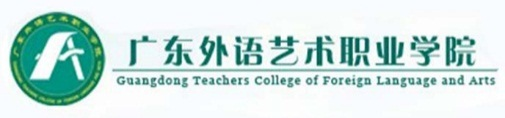 广东外语艺术职业学院
Guangdong Teachers College of Foreign Language and Arts